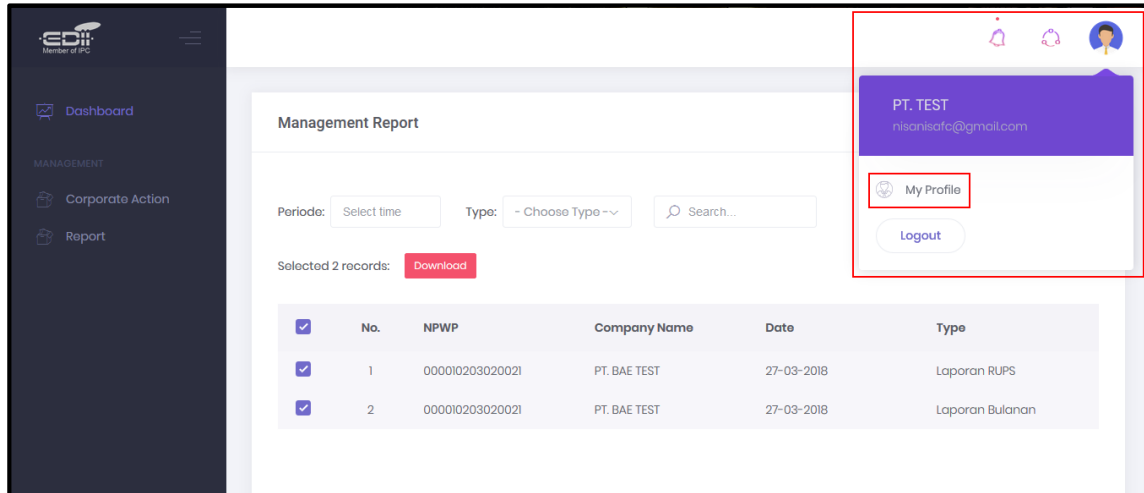 EDII
Member of IPC
Dashboard
MANAGEMENT
Corporate Action
Report
PT. TEST
nisanisafc@gmail.com
My Profile
Logout
Management Report
Periode: Select time Type: - Choose Type - Search...
Selected 2 records: Download
No. NPWP Company Name Date Type
1 000010203020021 PT. BAE TEST 27-03-2018 Laporan RUPS
2 000010203020021 PT. BAE TEST 27-03-2018 Laporan Bulanan